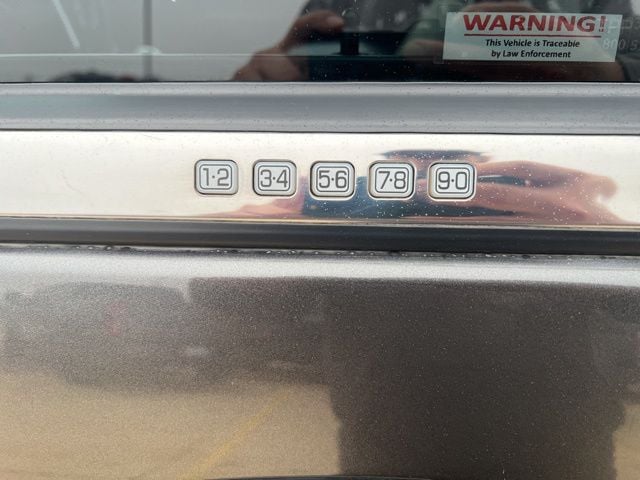 WARNING!
This Vehicle is Traceable
by Law Enforcement
1·2 3·4 5·6 7·8 9·0